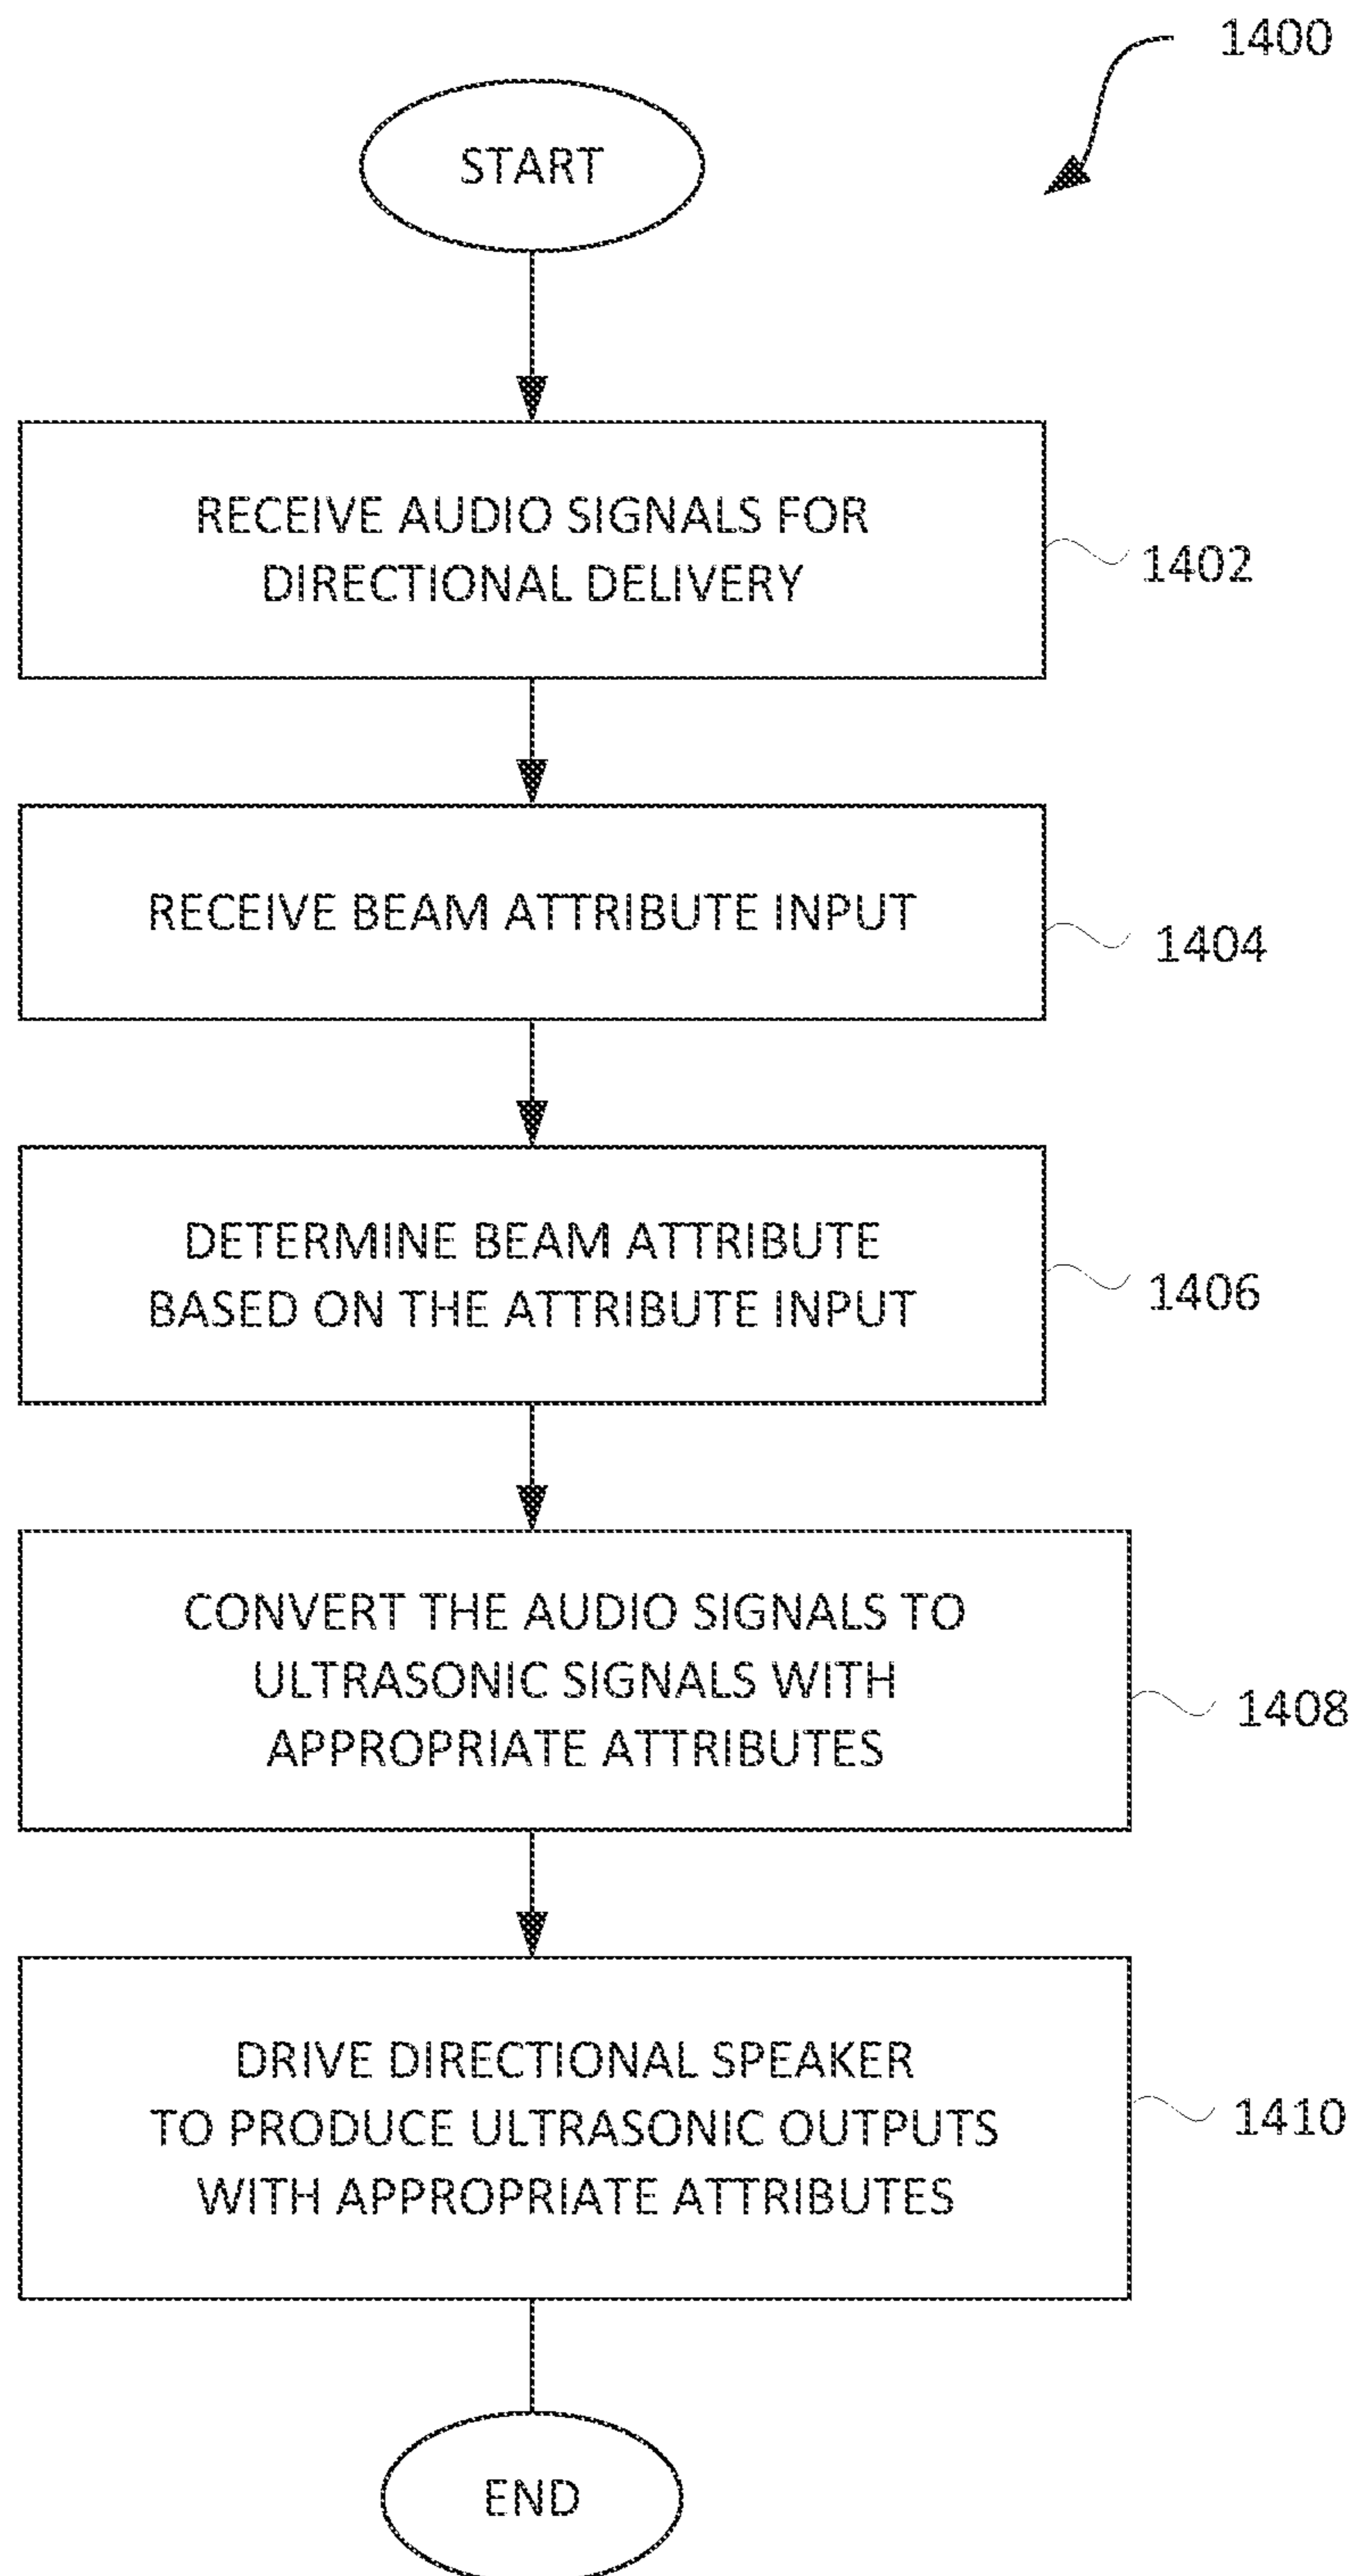 1400
START
RECEIVE AUDIO SIGNALS FOR
DIRECTIONAL DELIVERY
1402
RECEIVE BEAM ATTRIBUTE INPUT
1404
DETERMINE BEAM ATTRIBUTE
BASED ON THE ATTRIBUTE INPUT
1406
CONVERT THE AUDIO SIGNALS TO
ULTRASONIC SIGNALS WITH
APPROPRIATE ATTRIBUTES
1408
DRIVE DIRECTIONAL SPEAKER
TO PRODUCE ULTRASONIC OUTPUTS
WITH APPROPRIATE ATTRIBUTES
1410
END